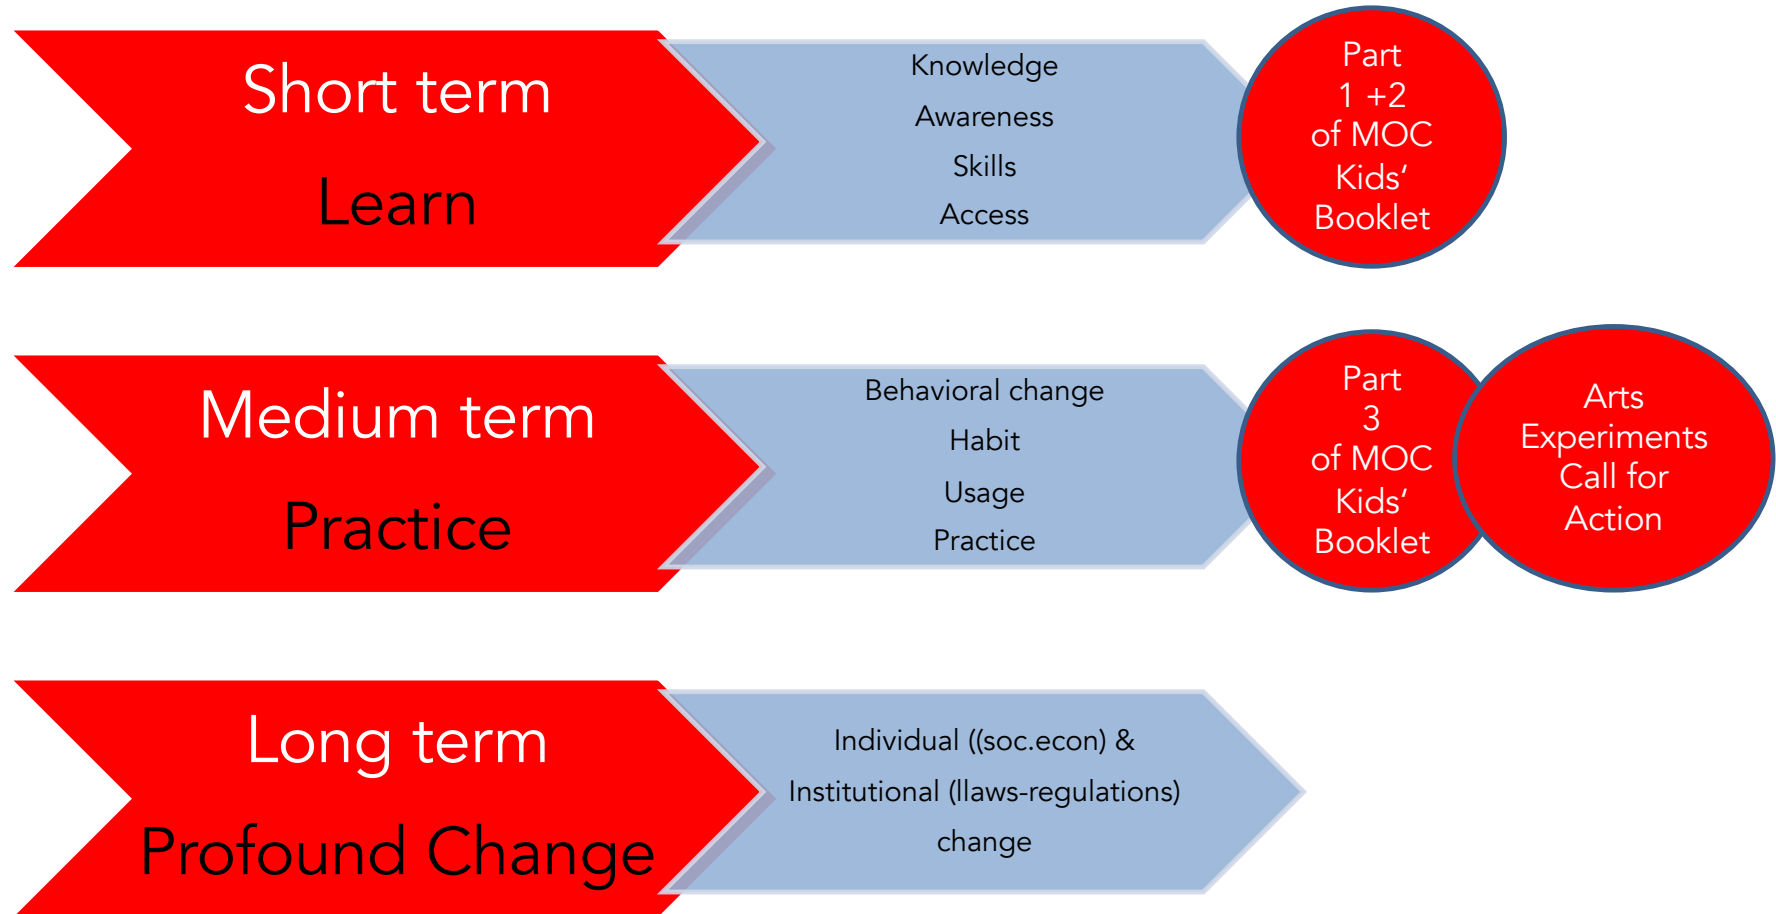 Short term
Learn
Knowledge
Awareness
Skills
Access
Part
1 +2
of MOC
Kids‘
Booklet
Medium term
Practice
Behavioral change
Habit
Usage
Practice
Part
3
of MOC
Kids‘
Booklet
Arts
Experiments
Call for
Action
Long term
Profound Change
Individual ((soc.econ) &
Institutional (llaws-regulations)
change